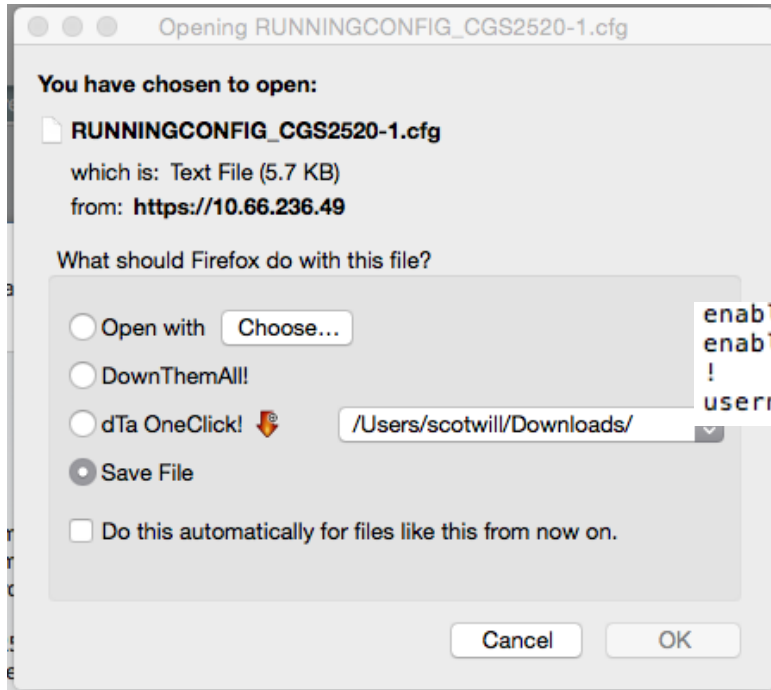 Opening RUNNINGCONFIG_CGS2520-1.cfg
You have chosen to open:
RUNNINGCONFIG_CGS2520-1.cfg
which is: Text File (5.7 KB)
from: https://10.66.236.49
What should Firefox do with this file?
Open with Choose...
DownThemAll!
dTa OneClick! /Users/scotwill/Downloads/
Save File
Do this automatically for files like this from now on.
Cancel OK
!